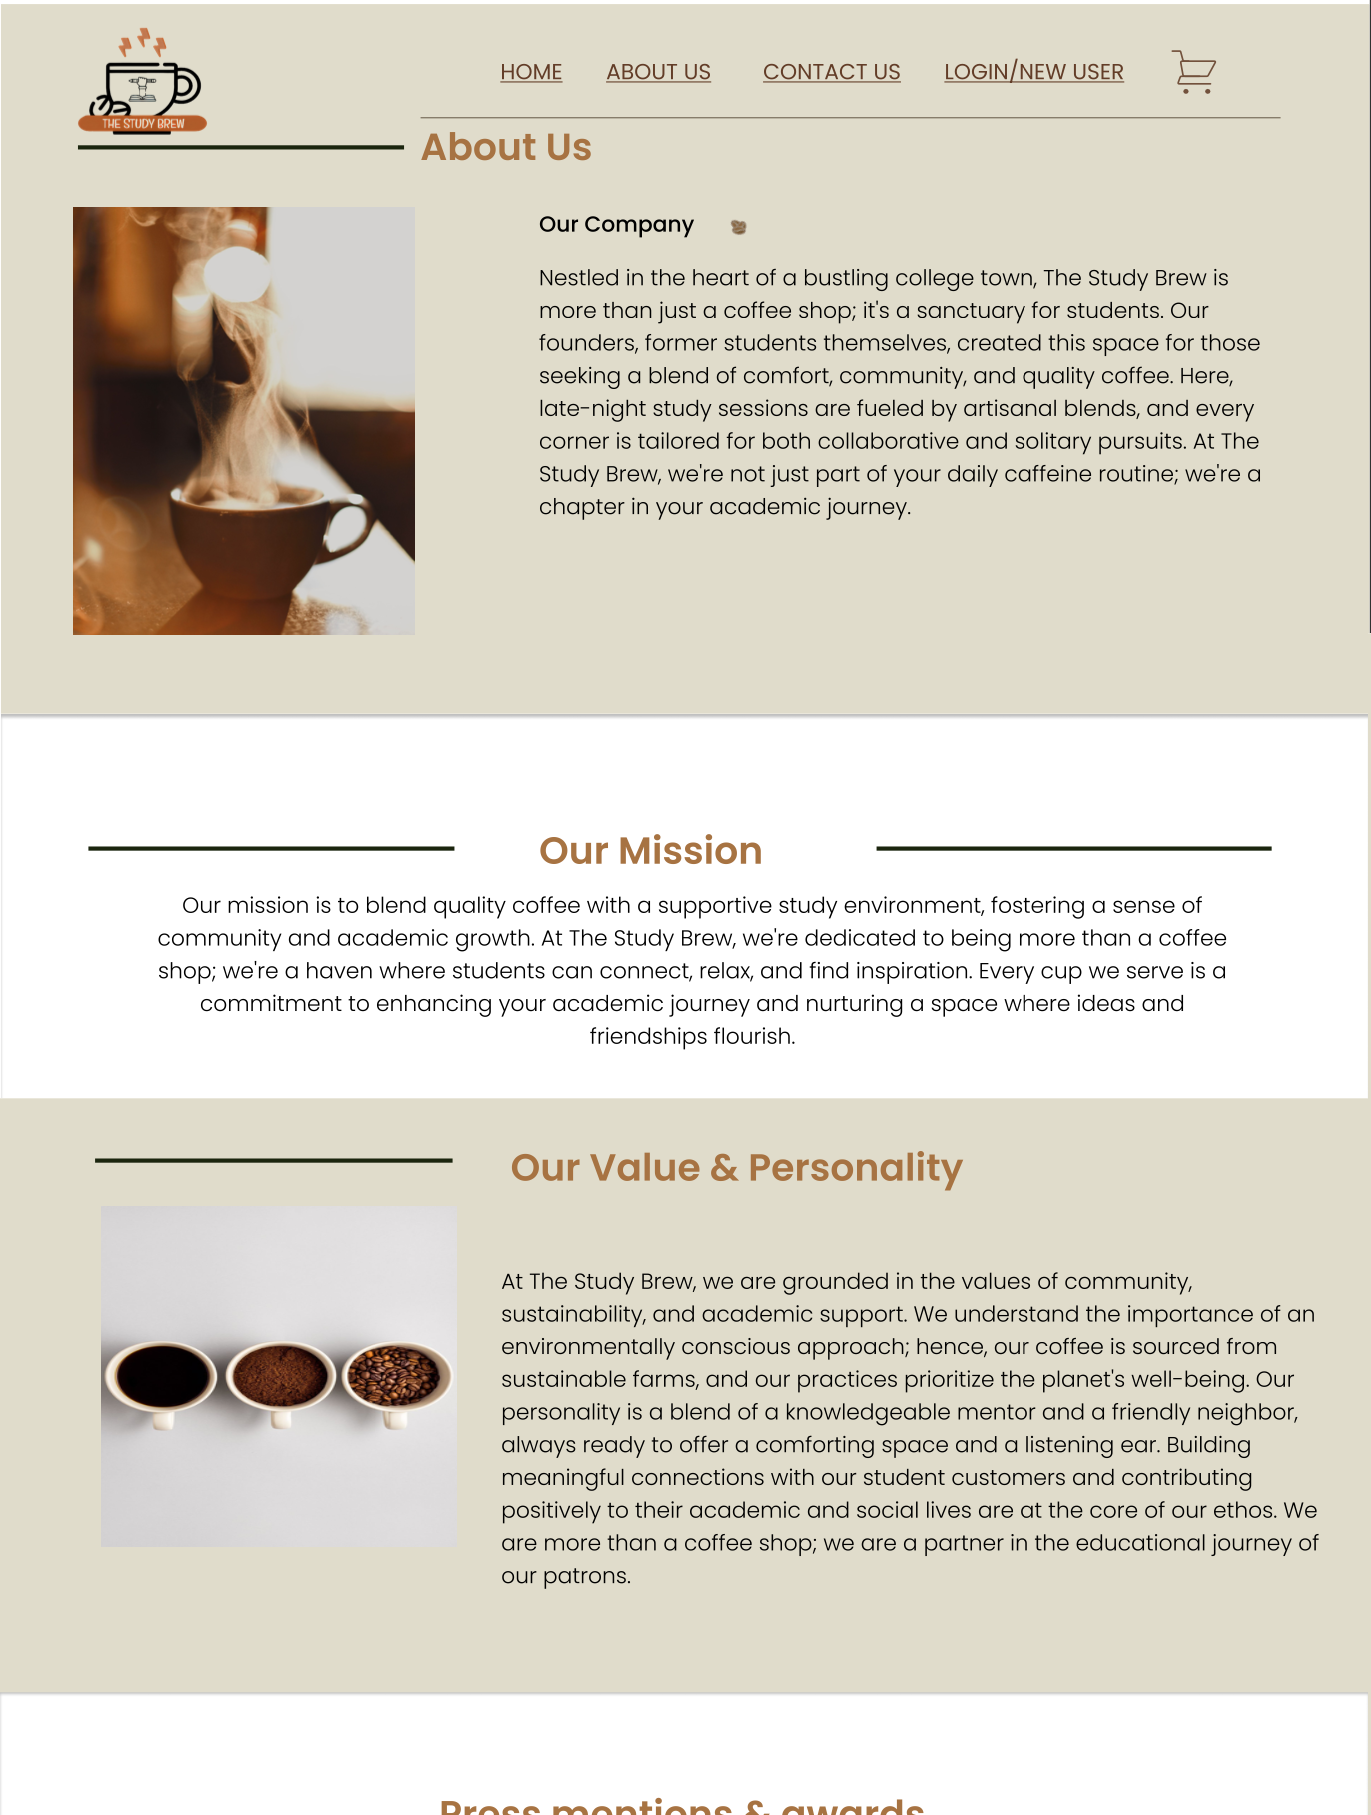 THE STUDY BREW
HOME
ABOUT US
CONTACT US
LOGIN/NEW USER
About Us
Our Company
Nestled in the heart of a bustling college town, The Study Brew is
more than just a coffee shop; it's a sanctuary for students. Our
founders, former students themselves, created this space for those
seeking a blend of comfort, community, and quality coffee. Here,
late-night study sessions are fueled by artisanal blends, and every
corner is tailored for both collaborative and solitary pursuits. At The
Study Brew, we're not just part of your daily caffeine routine; we're a
chapter in your academic journey.
Our Mission
Our mission is to blend quality coffee with a supportive study environment, fostering a sense of
community and academic growth. At The Study Brew, we're dedicated to being more than a coffee
shop; we're a haven where students can connect, relax, and find inspiration. Every cup we serve is a
commitment to enhancing your academic journey and nurturing a space where ideas and
friendships flourish.
Our Value & Personality
At The Study Brew, we are grounded in the values of community,
sustainability, and academic support. We understand the importance of an
environmentally conscious approach; hence, our coffee is sourced from
sustainable farms, and our practices prioritize the planet's well-being. Our
personality is a blend of a knowledgeable mentor and a friendly neighbor,
always ready to offer a comforting space and a listening ear. Building
meaningful connections with our student customers and contributing
positively to their academic and social lives are at the core of our ethos. We
are more than a coffee shop; we are a partner in the educational journey of
our patrons.
Press mentions & awards